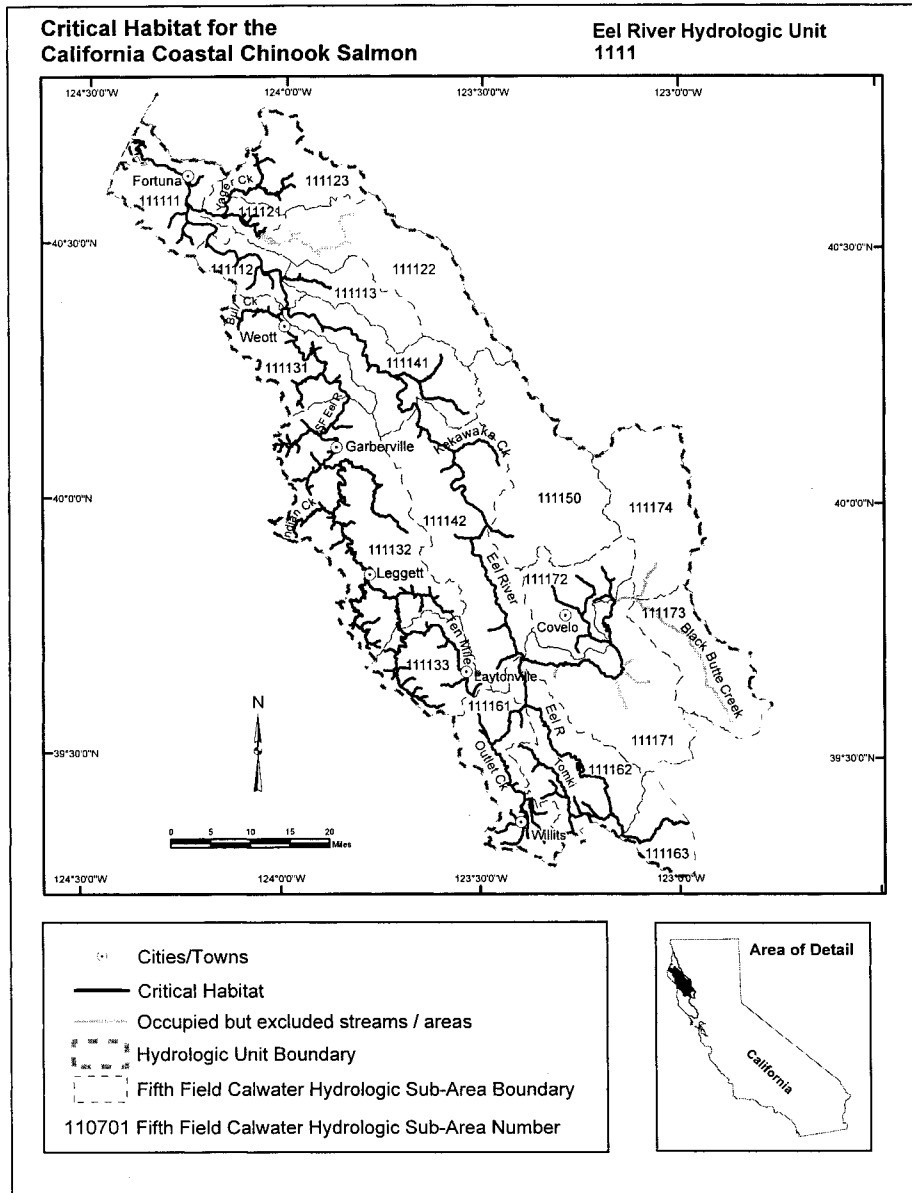 Critical Habitat for the
California Coastal Chinook Salmon
Eel River Hydrologic Unit
1111
124°30'0"W
124°0'0"W
123°30'0"W
123°0'0"W
Fortuna
Yager Ck
111123
111111
111121
40°30'0"N
40°30'0"N
111112
111122
111113
Bull Ck
Weott
111141
111131
SF Eel R
Kekawaka Ck
Garberville
40°0'0"N
40°0'0"N
111150
111174
Indian Ck
111142
111132
Eel River
111172
Leggett
111173
Covelo
Ten Mile
Black Butte Creek
111133
Laytonville
111161
N
Eel R
111171
39°30'0"N
39°30'0"N
Outlet Ck
Tomki
111162
Willits
0 5 10 15 20
Miles
111163
124°30'0"W
124°0'0"W
123°30'0"W
123°0'0"W
Cities/Towns
Critical Habitat
Occupied but excluded streams / areas
Hydrologic Unit Boundary
Fifth Field Calwater Hydrologic Sub-Area Boundary
110701 Fifth Field Calwater Hydrologic Sub-Area Number
Area of Detail
California